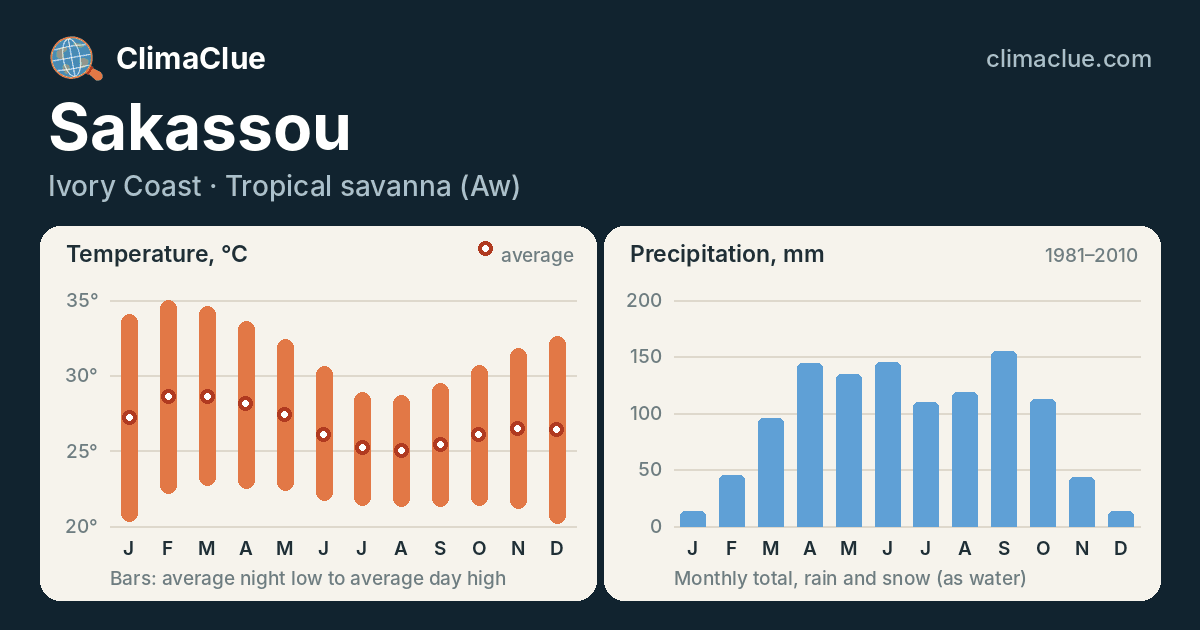 ClimaClue
climaclue.com
Sakassou
Ivory Coast · Tropical savanna (Aw)
Temperature, °C
average
35°
30°
25°
20°
J F M A M J J A S O N D
Bars: average night low to average day high
Precipitation, mm
1981–2010
200
150
100
50
0
J F M A M J J A S O N D
Monthly total, rain and snow (as water)